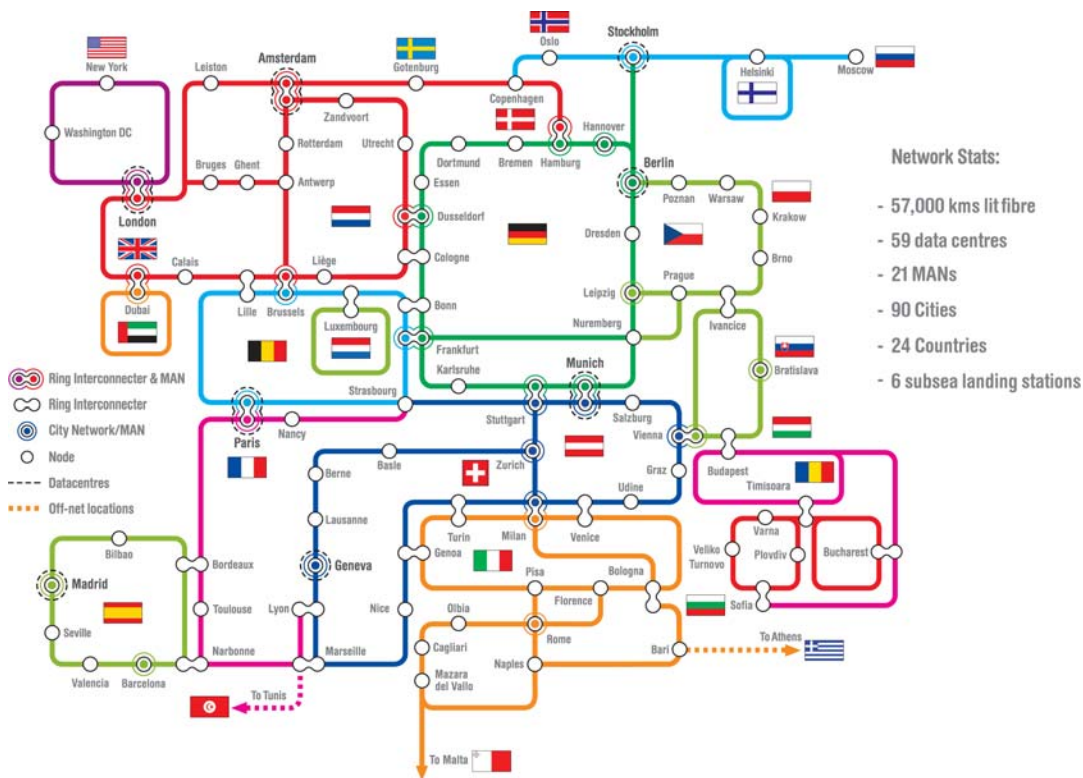 Stockholm
Oslo
New York
Leiston
Amsterdam
Gotenburg
Copenhagen
Helsinki
Moscow
Zandvoort
Hannover
Washington DC
Rotterdam
Utrecht
Dortmund
Bremen
Hamburg
Network Stats:
Bruges
Ghent
Antwerp
Essen
Berlin
Poznan
Warsaw
- 57,000 kms lit fibre
London
Dusseldorf
Krakow
Dresden
- 59 data centres
Cologne
Brno
- 21 MANs
Calais
Liège
Prague
Leipzig
- 90 Cities
Dubai
Lille
Brussels
Luxembourg
Bonn
Nuremberg
Ivancice
- 24 Countries
Frankfurt
Munich
Bratislava
- 6 subsea landing stations
Ring Interconnecter & MAN
Karlsruhe
Strasbourg
Ring Interconnecter
Paris
Nancy
Stuttgart
Salzburg
City Network/MAN
Vienna
Node
Basle
Zurich
Graz
Budapest
Timisoara
Datacentres
Berne
Udine
Off-net locations
Lausanne
Turin
Milan
Venice
Varna
Bilbao
Genoa
Veliko
Turnovo
Plovdiv
Bucharest
Madrid
Bordeaux
Geneva
Pisa
Bologna
Florence
Lyon
Nice
Olbia
Sofia
Toulouse
Seville
Rome
Cagliari
Bari
To Athens
Narbonne
Marseille
Naples
Valencia
Barcelona
Mazara
del Vallo
To Tunis
To Malta